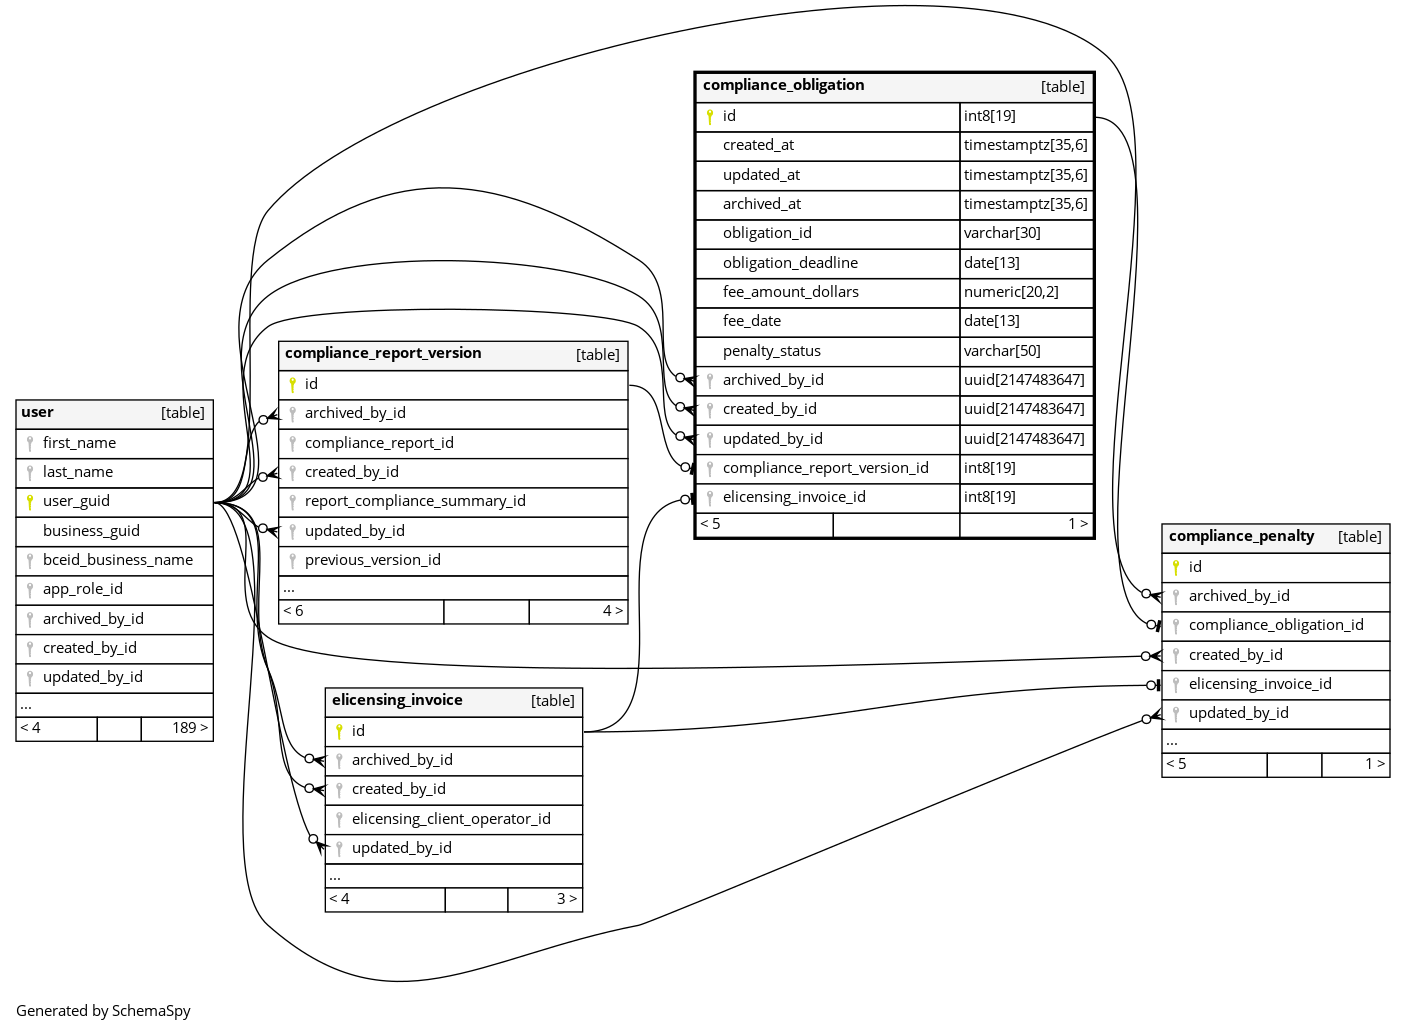 compliance_obligation [table]
id int8[19]
created_at timestamptz[35,6]
updated_at timestamptz[35,6]
archived_at timestamptz[35,6]
obligation_id varchar[30]
obligation_deadline date[13]
fee_amount_dollars numeric[20,2]
fee_date date[13]
penalty_status varchar[50]
archived_by_id uuid[2147483647]
created_by_id uuid[2147483647]
updated_by_id uuid[2147483647]
compliance_report_version_id int8[19]
elicensing_invoice_id int8[19]
< 5 1 >
compliance_report_version [table]
id
archived_by_id
compliance_report_id
created_by_id
report_compliance_summary_id
updated_by_id
previous_version_id
...
< 6 4 >
user [table]
first_name
last_name
user_guid
business_guid
bceid_business_name
app_role_id
archived_by_id
created_by_id
updated_by_id
...
< 4 189 >
compliance_penalty [table]
id
archived_by_id
compliance_obligation_id
created_by_id
elicensing_invoice_id
updated_by_id
...
< 5 1 >
elicensing_invoice [table]
id
archived_by_id
created_by_id
elicensing_client_operator_id
updated_by_id
...
< 4 3 >
Generated by SchemaSpy